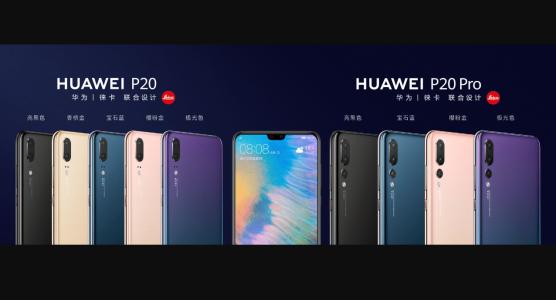 HUAWEI P20
华为 | 徕卡 联合设计
亮黑色 香槟金 宝石蓝 樱粉金 极光色
HUAWEI P20 Pro
华为 | 徕卡 联合设计
亮黑色 宝石蓝 樱粉金 极光色
08:08